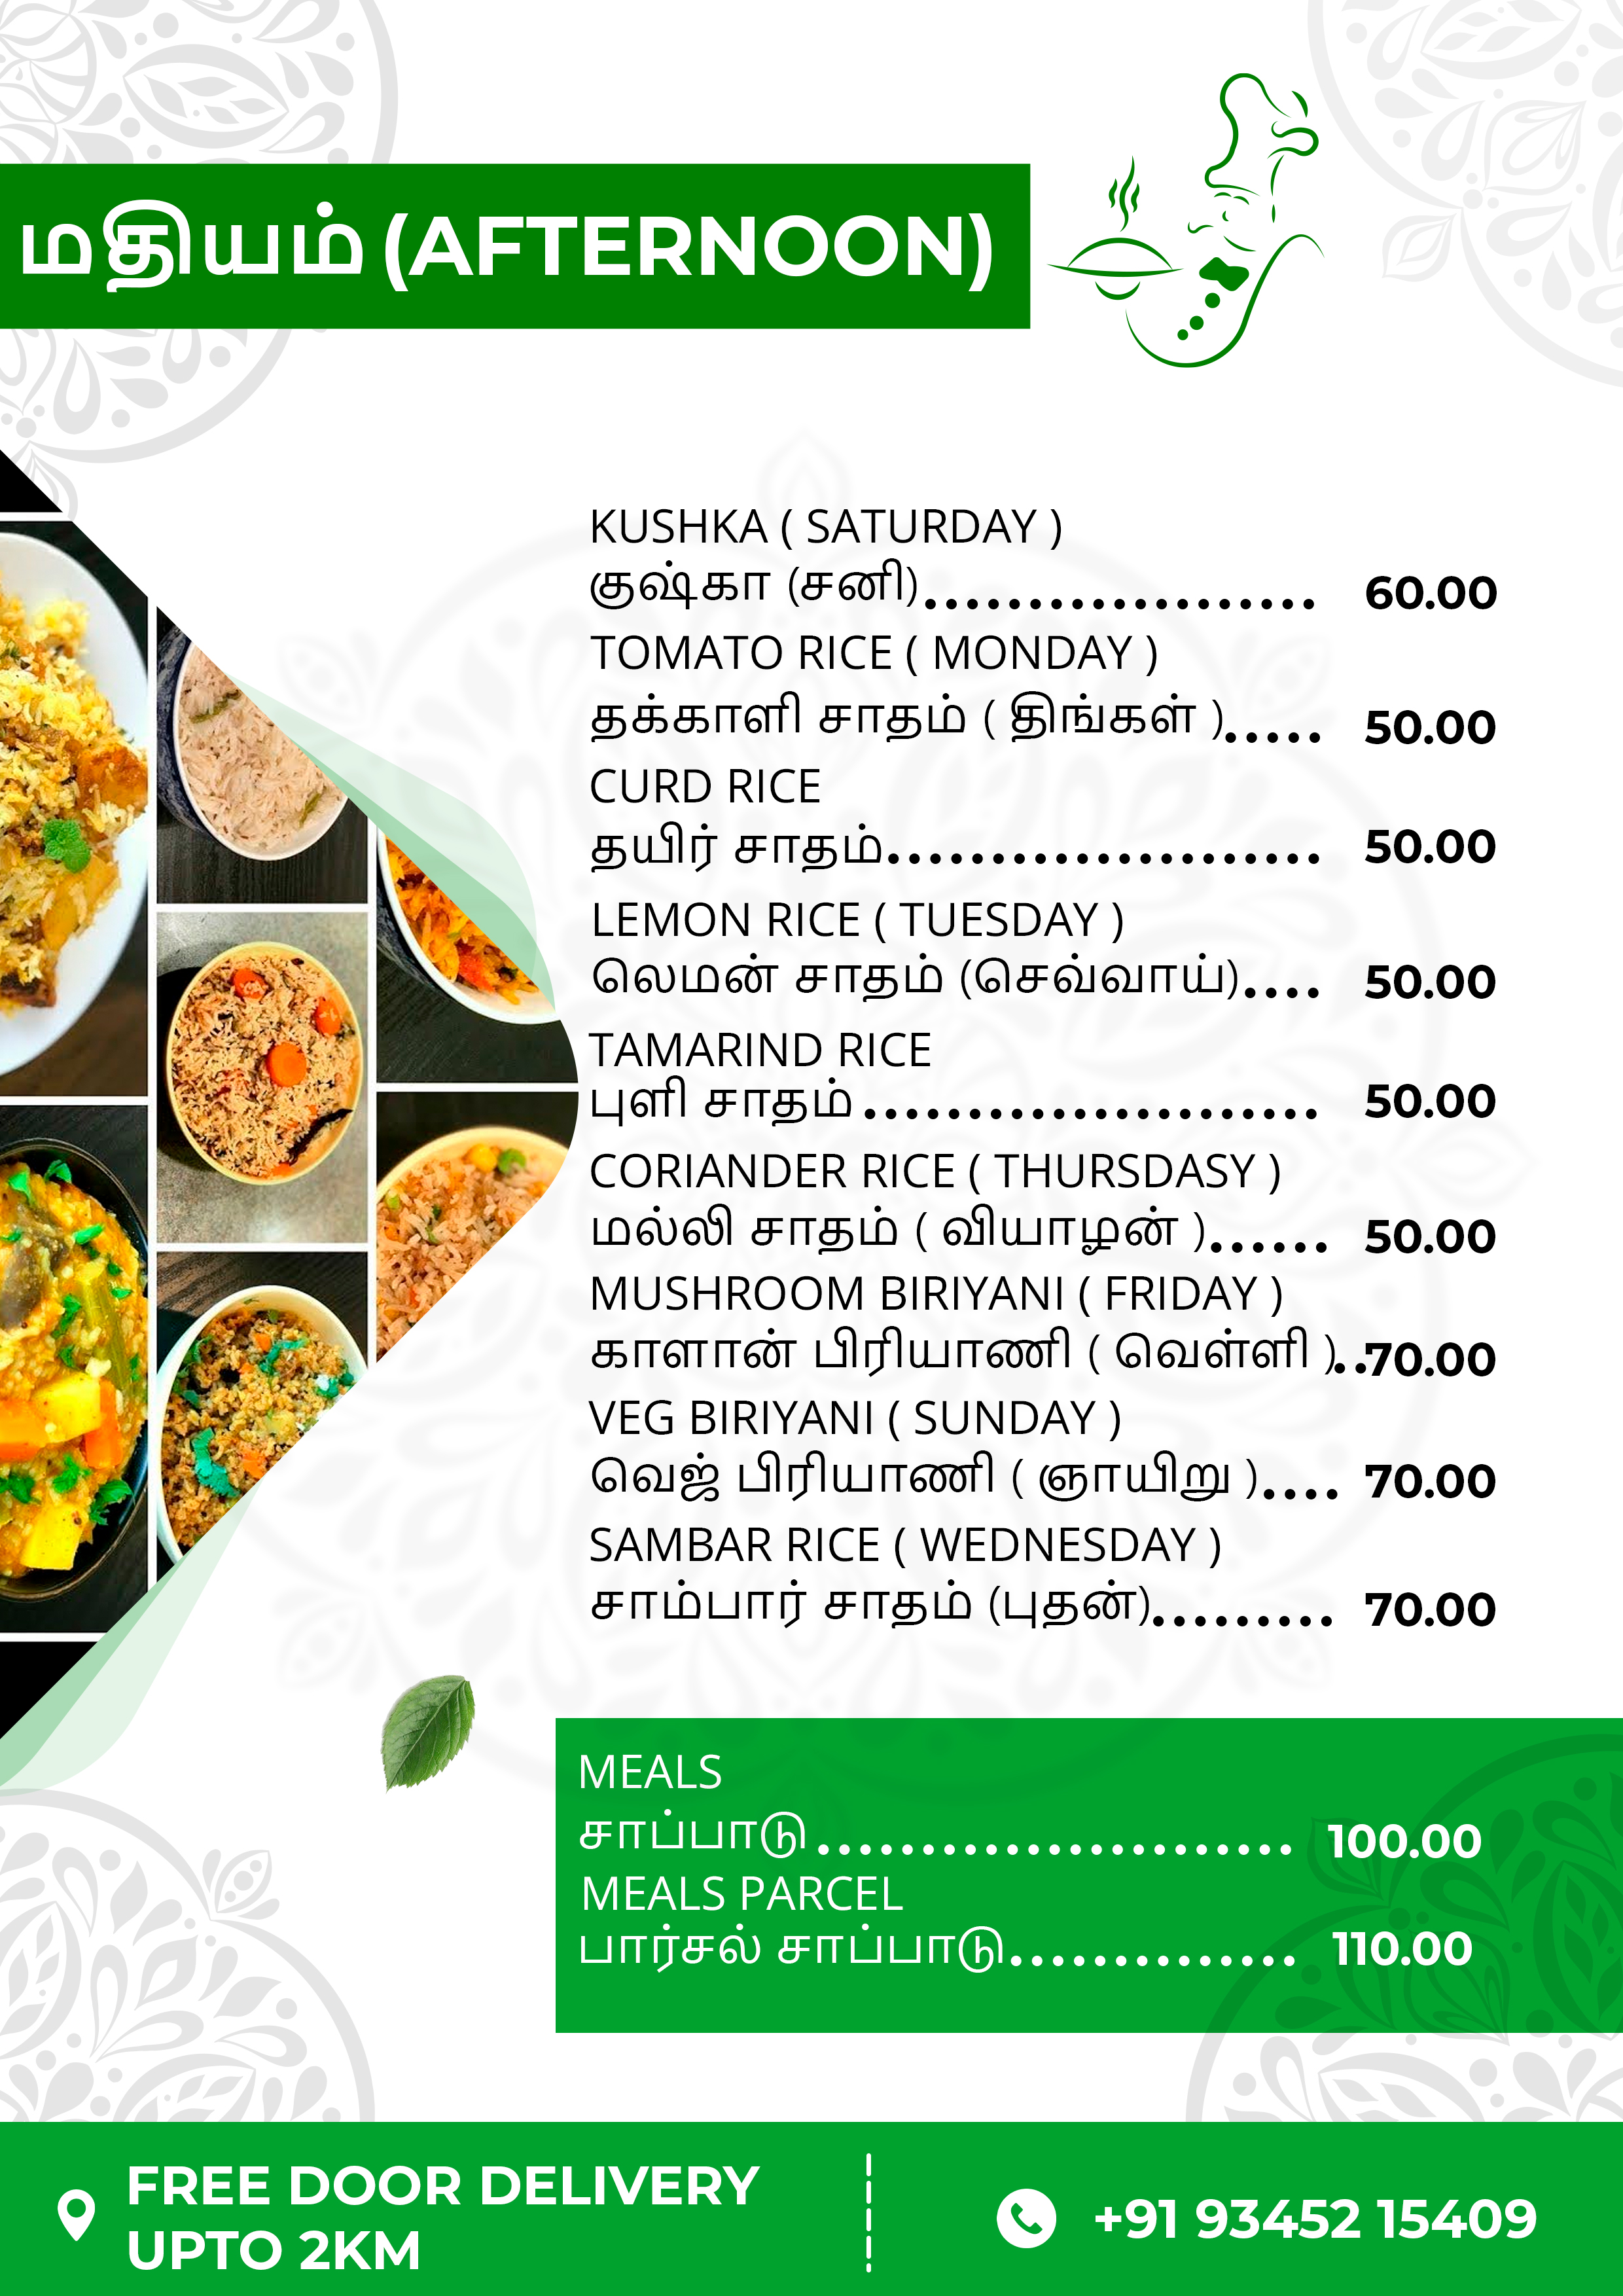 மதியம் (AFTERNOON)
KUSHKA ( SATURDAY )
குஷ்கா (சனி)................... 60.00
TOMATO RICE ( MONDAY )
தக்காளி சாதம் ( திங்கள் )..... 50.00
CURD RICE
தயிர் சாதம்..................... 50.00
LEMON RICE ( TUESDAY )
லெமன் சாதம் (செவ்வாய்).... 50.00
TAMARIND RICE
புளி சாதம் ...................... 50.00
CORIANDER RICE ( THURSDASY )
மல்லி சாதம் ( வியாழன் )...... 50.00
MUSHROOM BIRIYANI ( FRIDAY )
காளான் பிரியாணி ( வெள்ளி )..70.00
VEG BIRIYANI ( SUNDAY )
வெஜ் பிரியாணி ( ஞாயிறு ).... 70.00
SAMBAR RICE ( WEDNESDAY )
சாம்பார் சாதம் (புதன்)......... 70.00
MEALS
சாப்பாடு ....................... 100.00
MEALS PARCEL
பார்சல் சாப்பாடு.............. 110.00
FREE DOOR DELIVERY
UPTO 2KM
+91 93452 15409